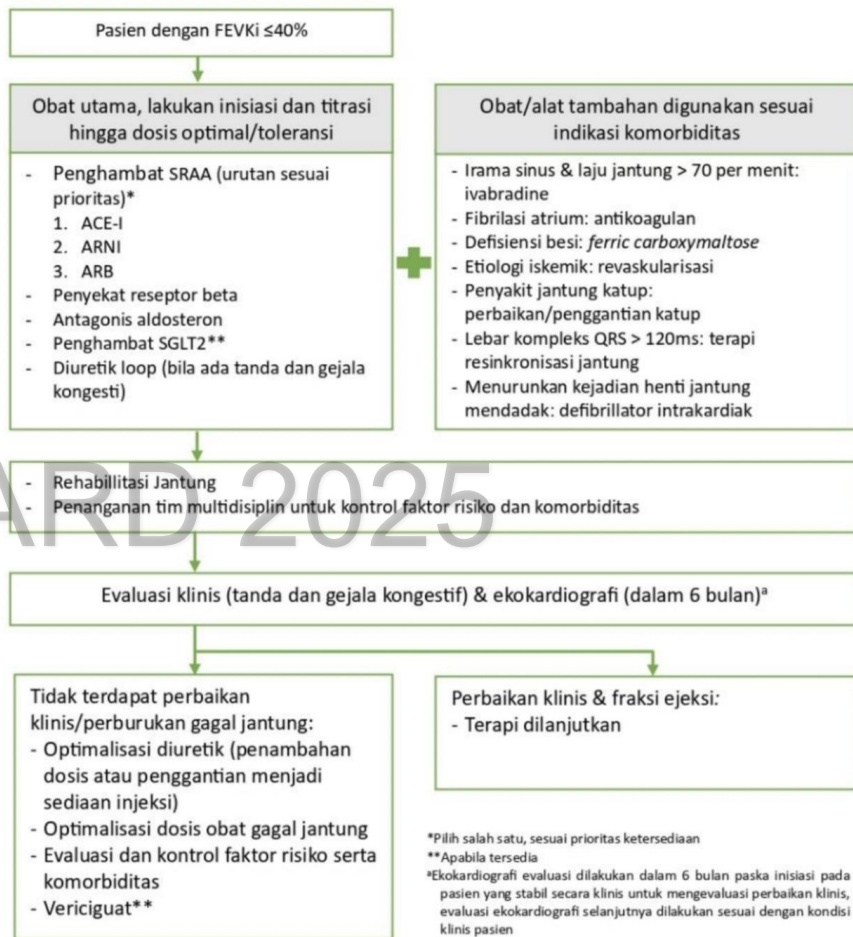 Pasien dengan FEVKi ≤40%
Obat utama, lakukan inisiasi dan titrasi
hingga dosis optimal/toleransi
- Penghambat SRAA (urutan sesuai
prioritas)*
1. ACE-I
2. ARNI
3. ARB
- Penyekat reseptor beta
- Antagonis aldosteron
- Penghambat SGLT2**
- Diuretik loop (bila ada tanda dan gejala
kongesti)
Obat/alat tambahan digunakan sesuai
indikasi komorbiditas
- Irama sinus & laju jantung > 70 per menit:
ivabradine
- Fibrilasi atrium: antikoagulan
- Defisiensi besi: ferric carboxymaltose
- Etiologi iskemik: revaskularisasi
- Penyakit jantung katup:
perbaikan/penggantian katup
- Lebar kompleks QRS > 120ms: terapi
resinkronisasi jantung
- Menurunkan kejadian henti jantung
mendadak: defibrillator intrakardiak
- Rehabillitasi Jantung
- Penanganan tim multidisiplin untuk kontrol faktor risiko dan komorbiditas
ARD 2025
Evaluasi klinis (tanda dan gejala kongestif) & ekokardiografi (dalam 6 bulan)ᵃ
Tidak terdapat perbaikan
klinis/perburukan gagal jantung:
- Optimalisasi diuretik (penambahan
dosis atau penggantian menjadi
sediaan injeksi)
- Optimalisasi dosis obat gagal jantung
- Evaluasi dan kontrol faktor risiko serta
komorbiditas
- Vericiguat**
Perbaikan klinis & fraksi ejeksi:
- Terapi dilanjutkan
*Pilih salah satu, sesuai prioritas ketersediaan
**Apabila tersedia
ᵃEkokardiografi evaluasi dilakukan dalam 6 bulan paska inisiasi pada
pasien yang stabil secara klinis untuk mengevaluasi perbaikan klinis,
evaluasi ekokardiografi selanjutnya dilakukan sesuai dengan kondisi
klinis pasien